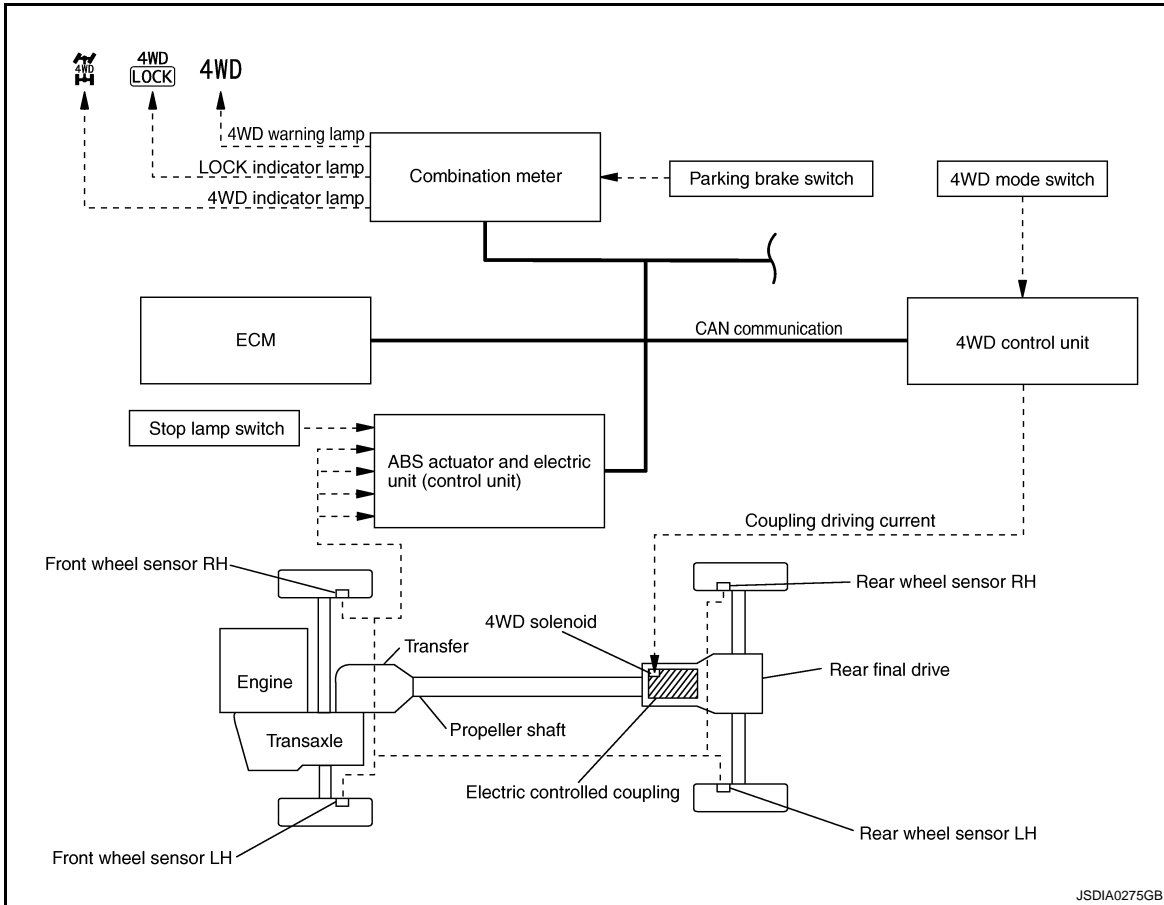 4WD
4WD
LOCK
4WD
4WD warning lamp
LOCK indicator lamp
4WD indicator lamp
Combination meter
Parking brake switch
4WD mode switch
ECM
CAN communication
4WD control unit
Stop lamp switch
ABS actuator and electric
unit (control unit)
Coupling driving current
Front wheel sensor RH
Rear wheel sensor RH
4WD solenoid
Transfer
Engine
Rear final drive
Propeller shaft
Transaxle
Electric controlled coupling
Rear wheel sensor LH
Front wheel sensor LH
JSDIA0275GB